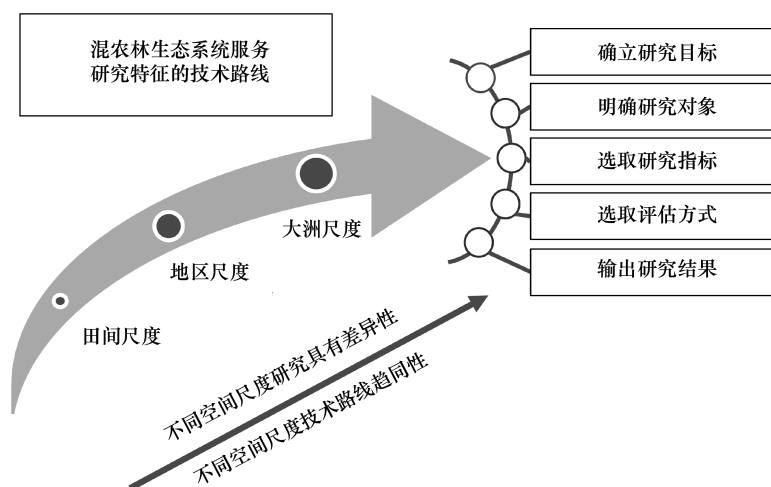 混农林生态系统服务
研究特征的技术路线
确立研究目标
明确研究对象
选取研究指标
选取评估方式
输出研究结果
大洲尺度
地区尺度
田间尺度
不同空间尺度研究具有差异性
不同空间尺度技术路线趋同性